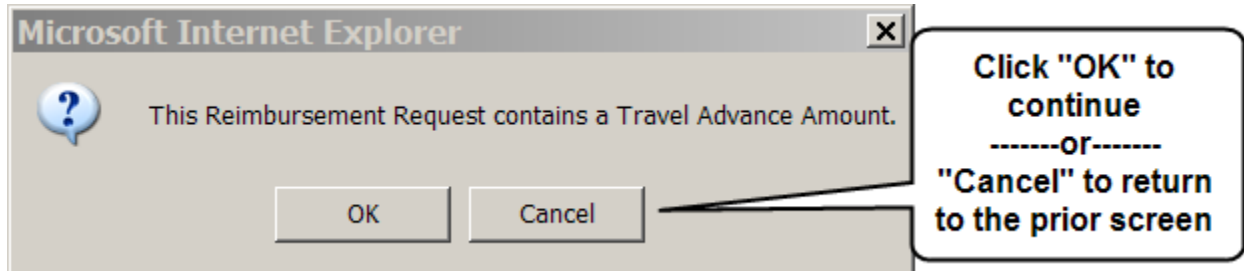 Microsoft Internet Explorer
This Reimbursement Request contains a Travel Advance Amount.
OK
Cancel
Click "OK" to
continue
-------or-------
"Cancel" to return
to the prior screen